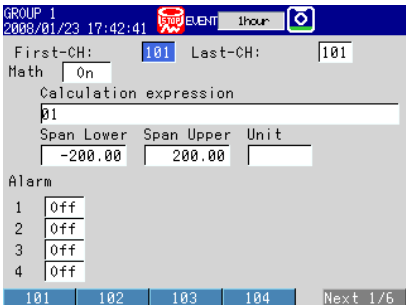 GROUP 1
2008/01/23 17:42:41 STOP EVENT 1hour
First-CH: 101 Last-CH: 101
Math On
Calculation expression
01
Span Lower Span Upper Unit
-200.00 200.00
Alarm
1 Off
2 Off
3 Off
4 Off
101 102 103 104 Next 1/6